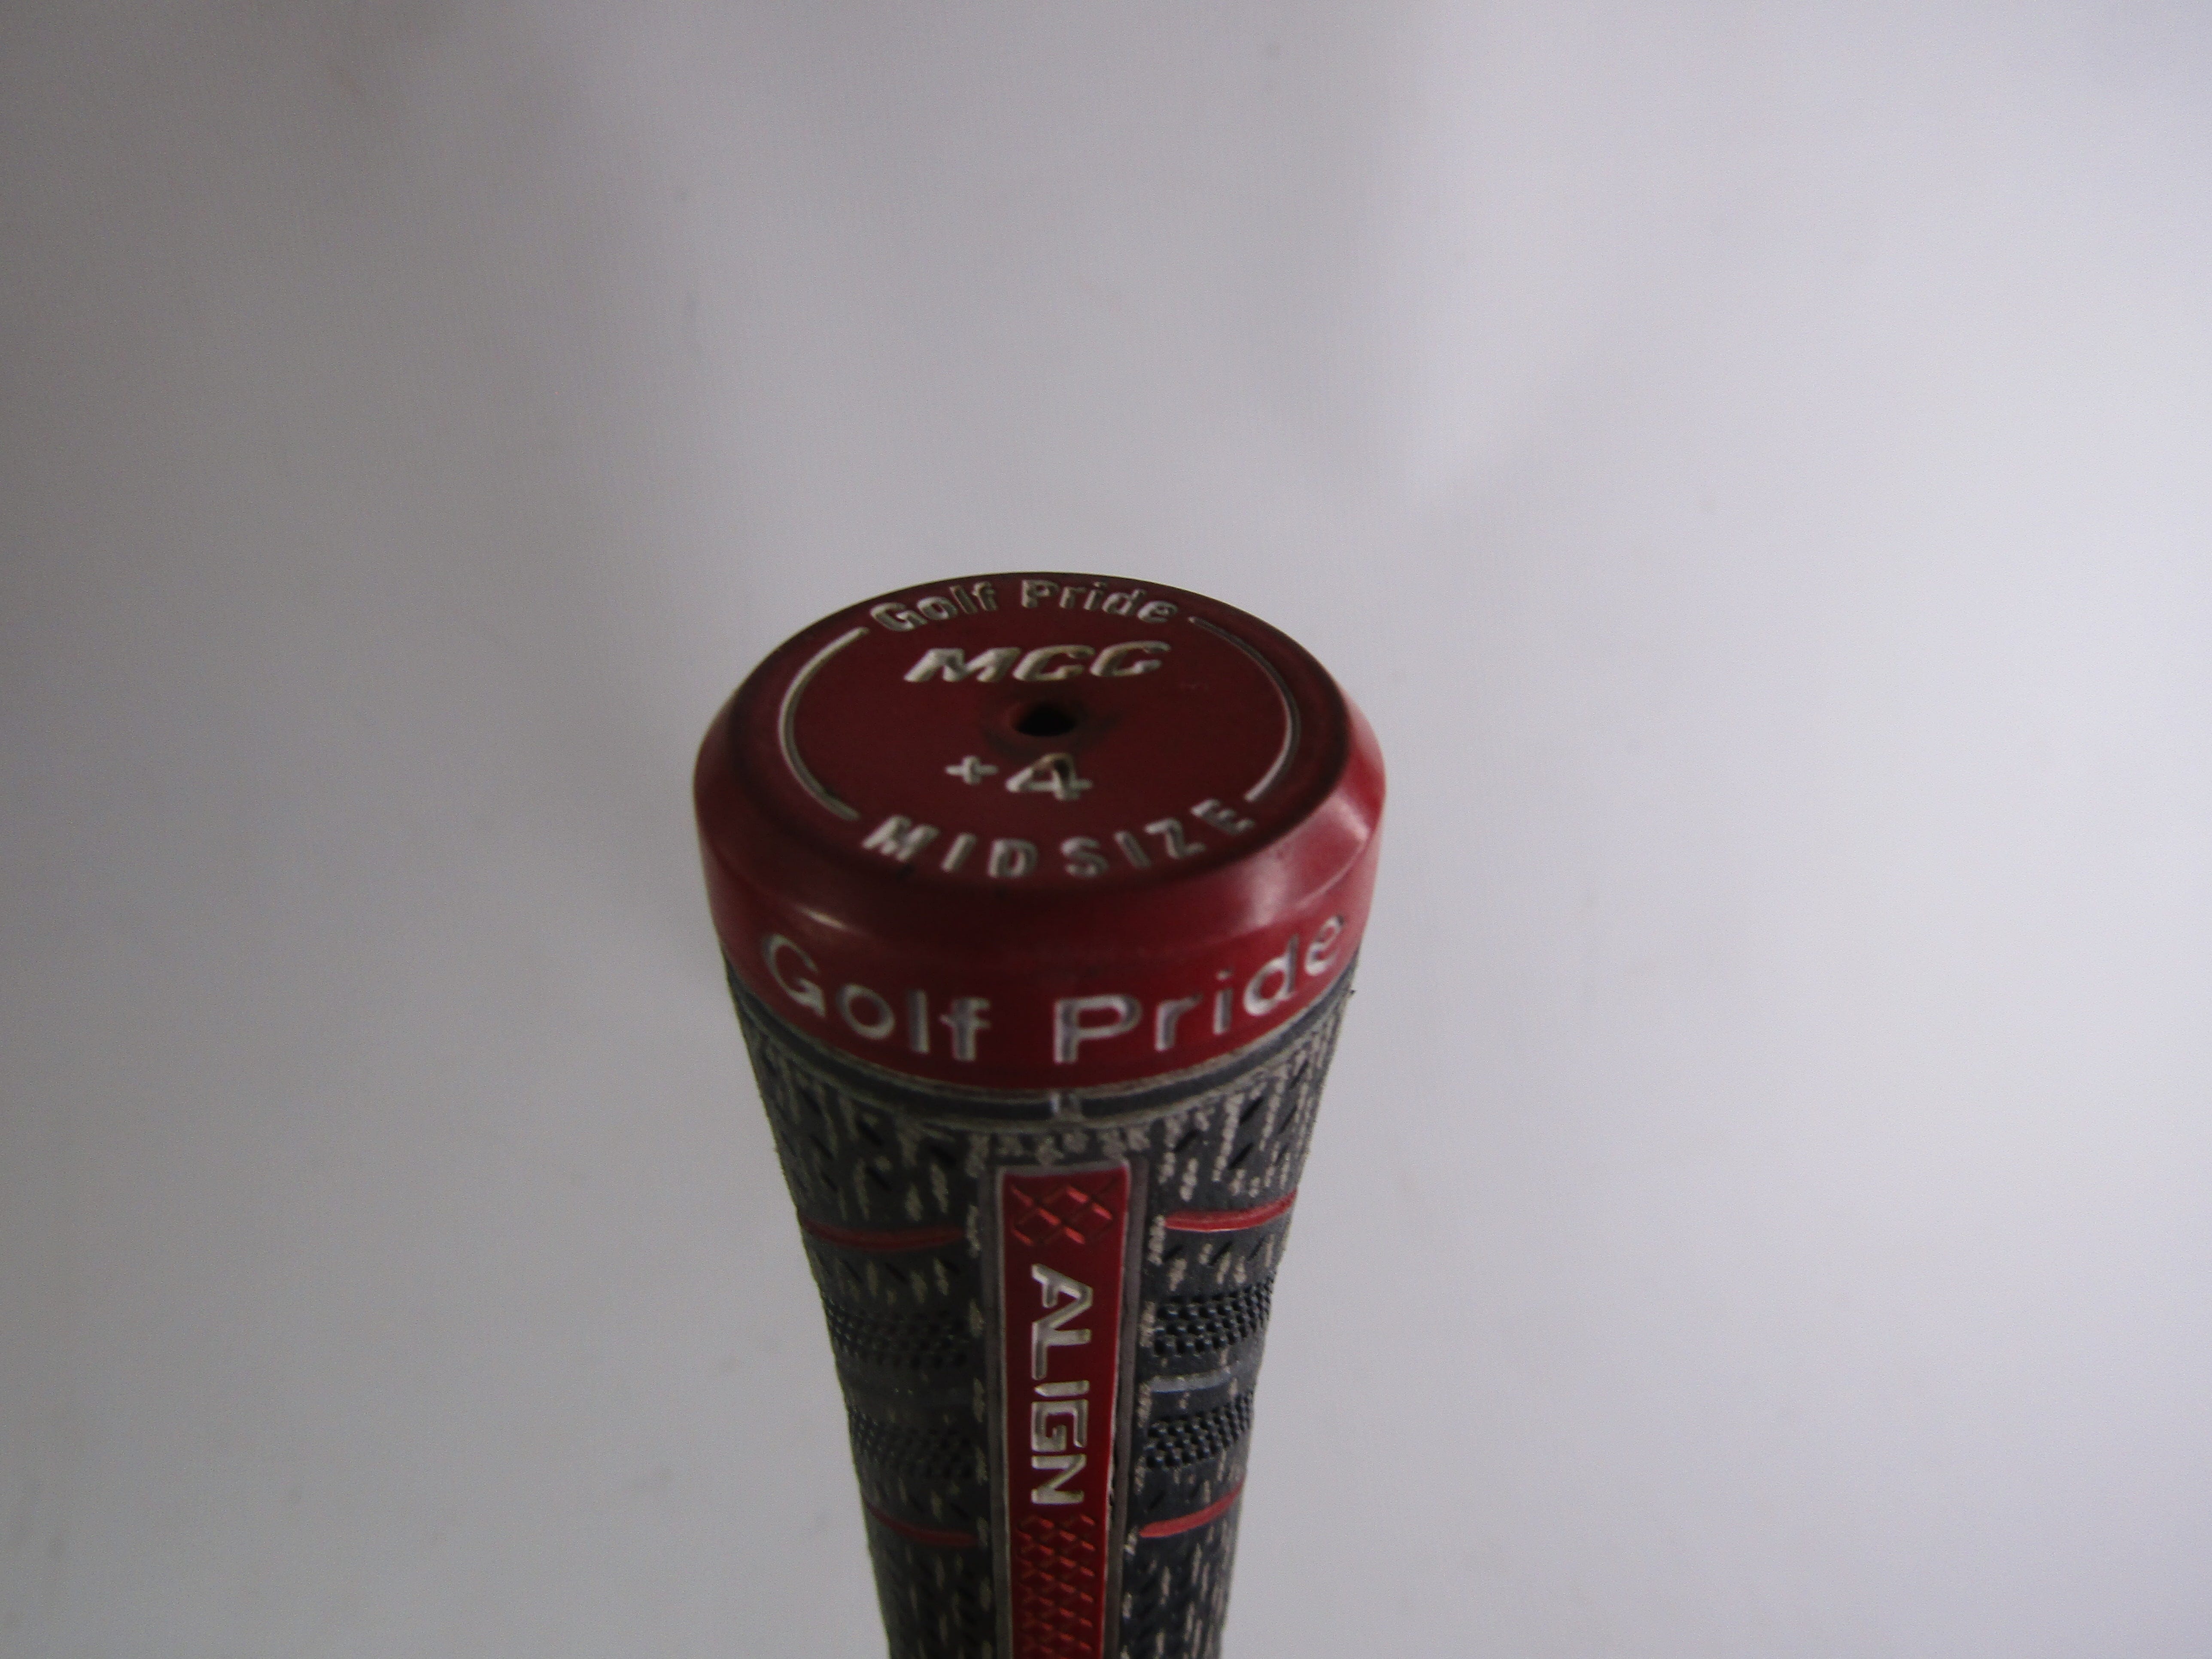 Golf Pride
MCC
+4
MIDSIZE
Golf Pride
ALIGN